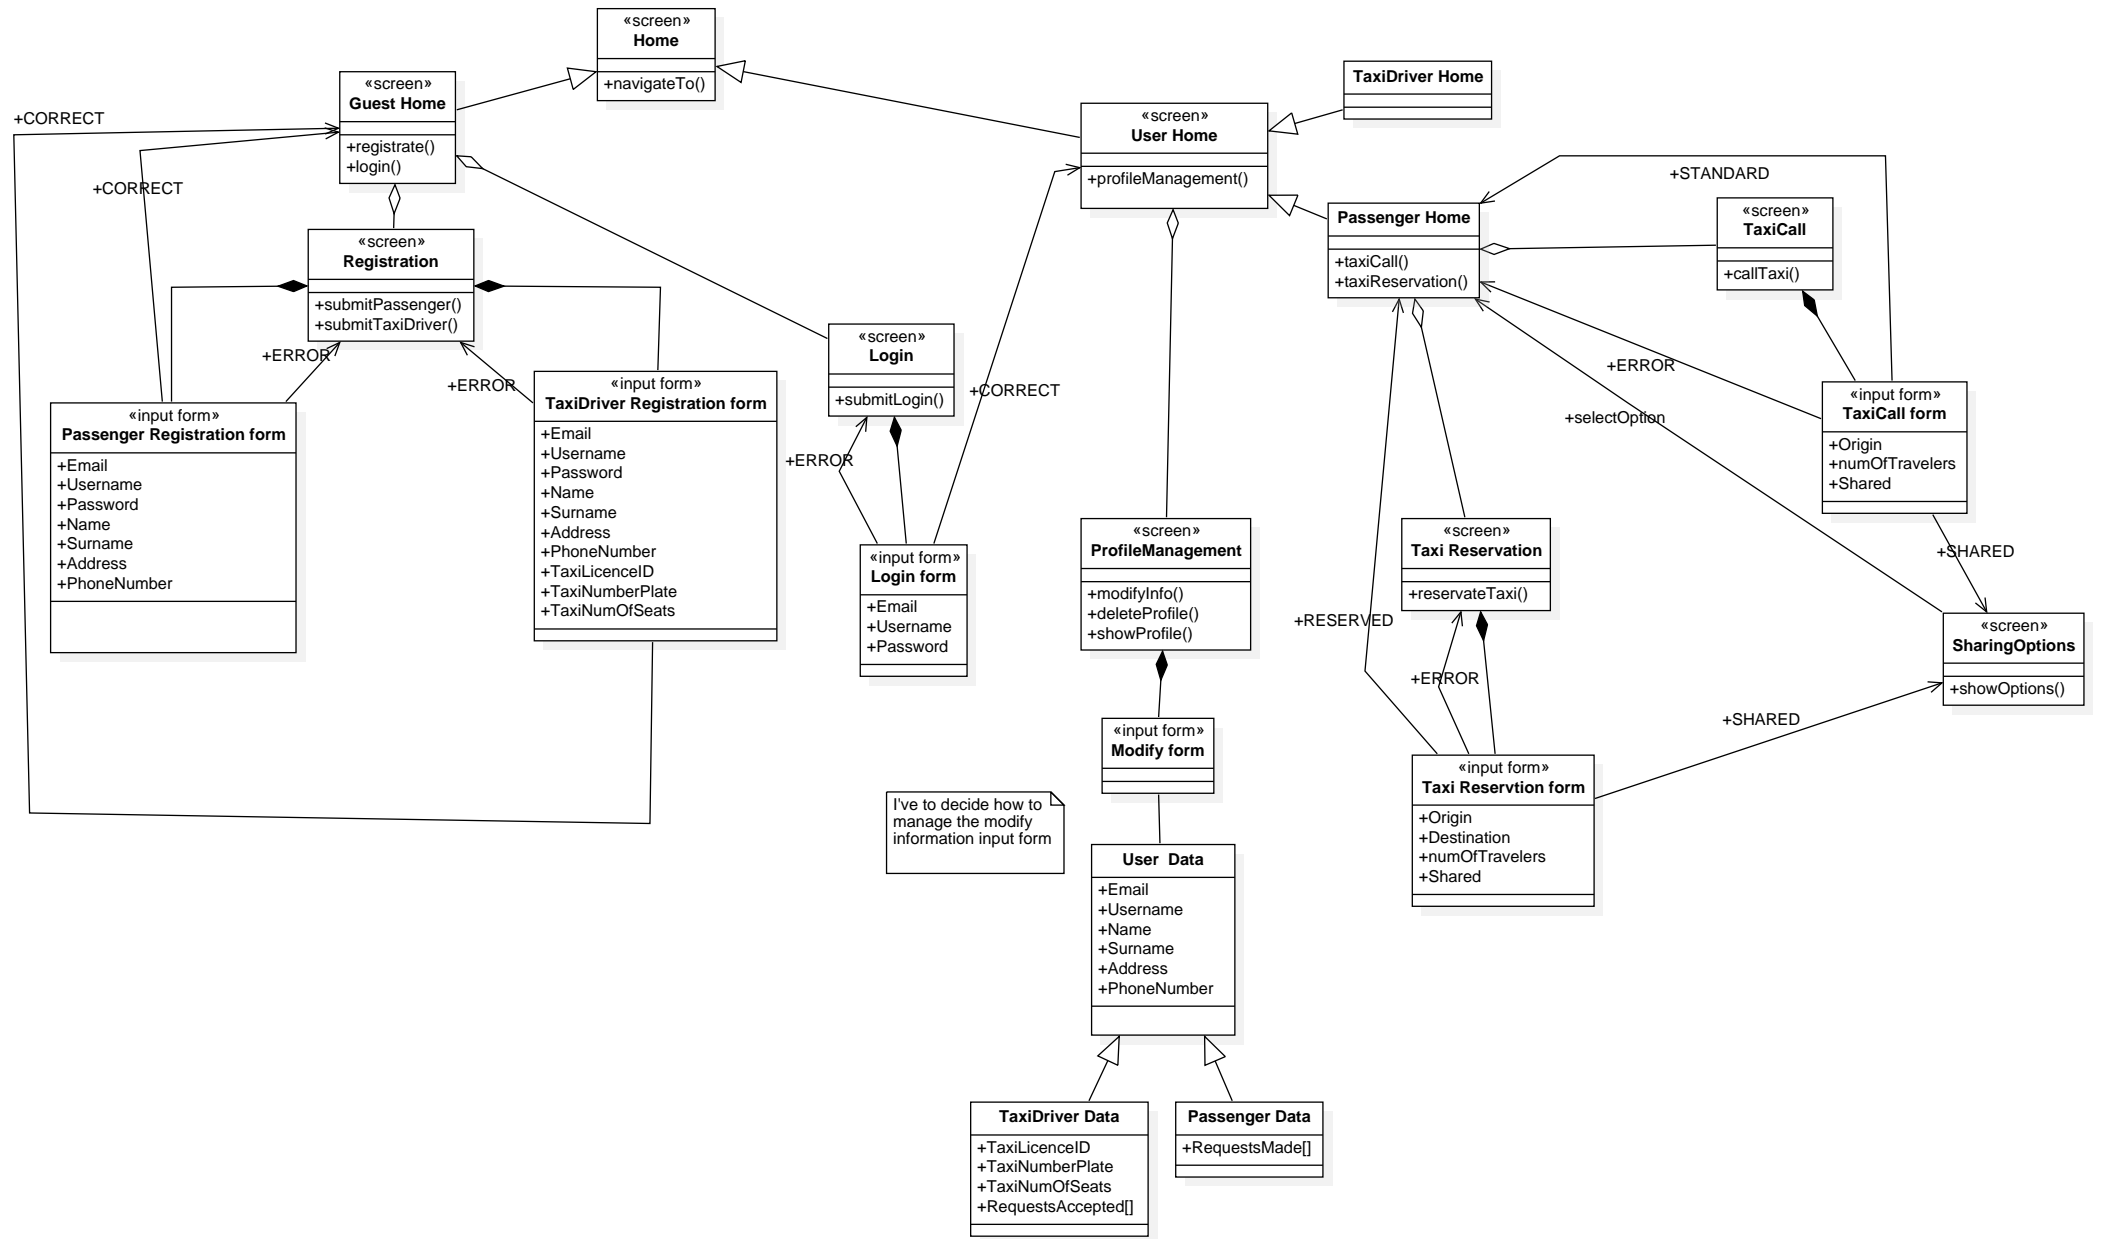 «screen»
Home
+navigateTo()
«screen»
Guest Home
+registrate()
+login()
+CORRECT
+CORRECT
«screen»
Registration
+submitPassenger()
+submitTaxiDriver()
+ERROR
+ERROR
«input form»
Passenger Registration form
+Email
+Username
+Password
+Name
+Surname
+Address
+PhoneNumber
«input form»
TaxiDriver Registration form
+Email
+Username
+Password
+Name
+Surname
+Address
+PhoneNumber
+TaxiLicenceID
+TaxiNumberPlate
+TaxiNumOfSeats
«screen»
Login
+submitLogin()
+ERROR
+CORRECT
«input form»
Login form
+Email
+Username
+Password
«screen»
User Home
+profileManagement()
TaxiDriver Home
Passenger Home
+taxiCall()
+taxiReservation()
+STANDARD
«screen»
TaxiCall
+callTaxi()
+ERROR
+selectOption
«input form»
TaxiCall form
+Origin
+numOfTravelers
+Shared
+SHARED
«screen»
SharingOptions
+showOptions()
«screen»
ProfileManagement
+modifyInfo()
+deleteProfile()
+showProfile()
«screen»
Taxi Reservation
+reservateTaxi()
+RESERVED
+ERROR
+SHARED
«input form»
Taxi Reservtion form
+Origin
+Destination
+numOfTravelers
+Shared
«input form»
Modify form
I've to decide how to
manage the modify
information input form
User  Data
+Email
+Username
+Name
+Surname
+Address
+PhoneNumber
TaxiDriver Data
+TaxiLicenceID
+TaxiNumberPlate
+TaxiNumOfSeats
+RequestsAccepted[]
Passenger Data
+RequestsMade[]